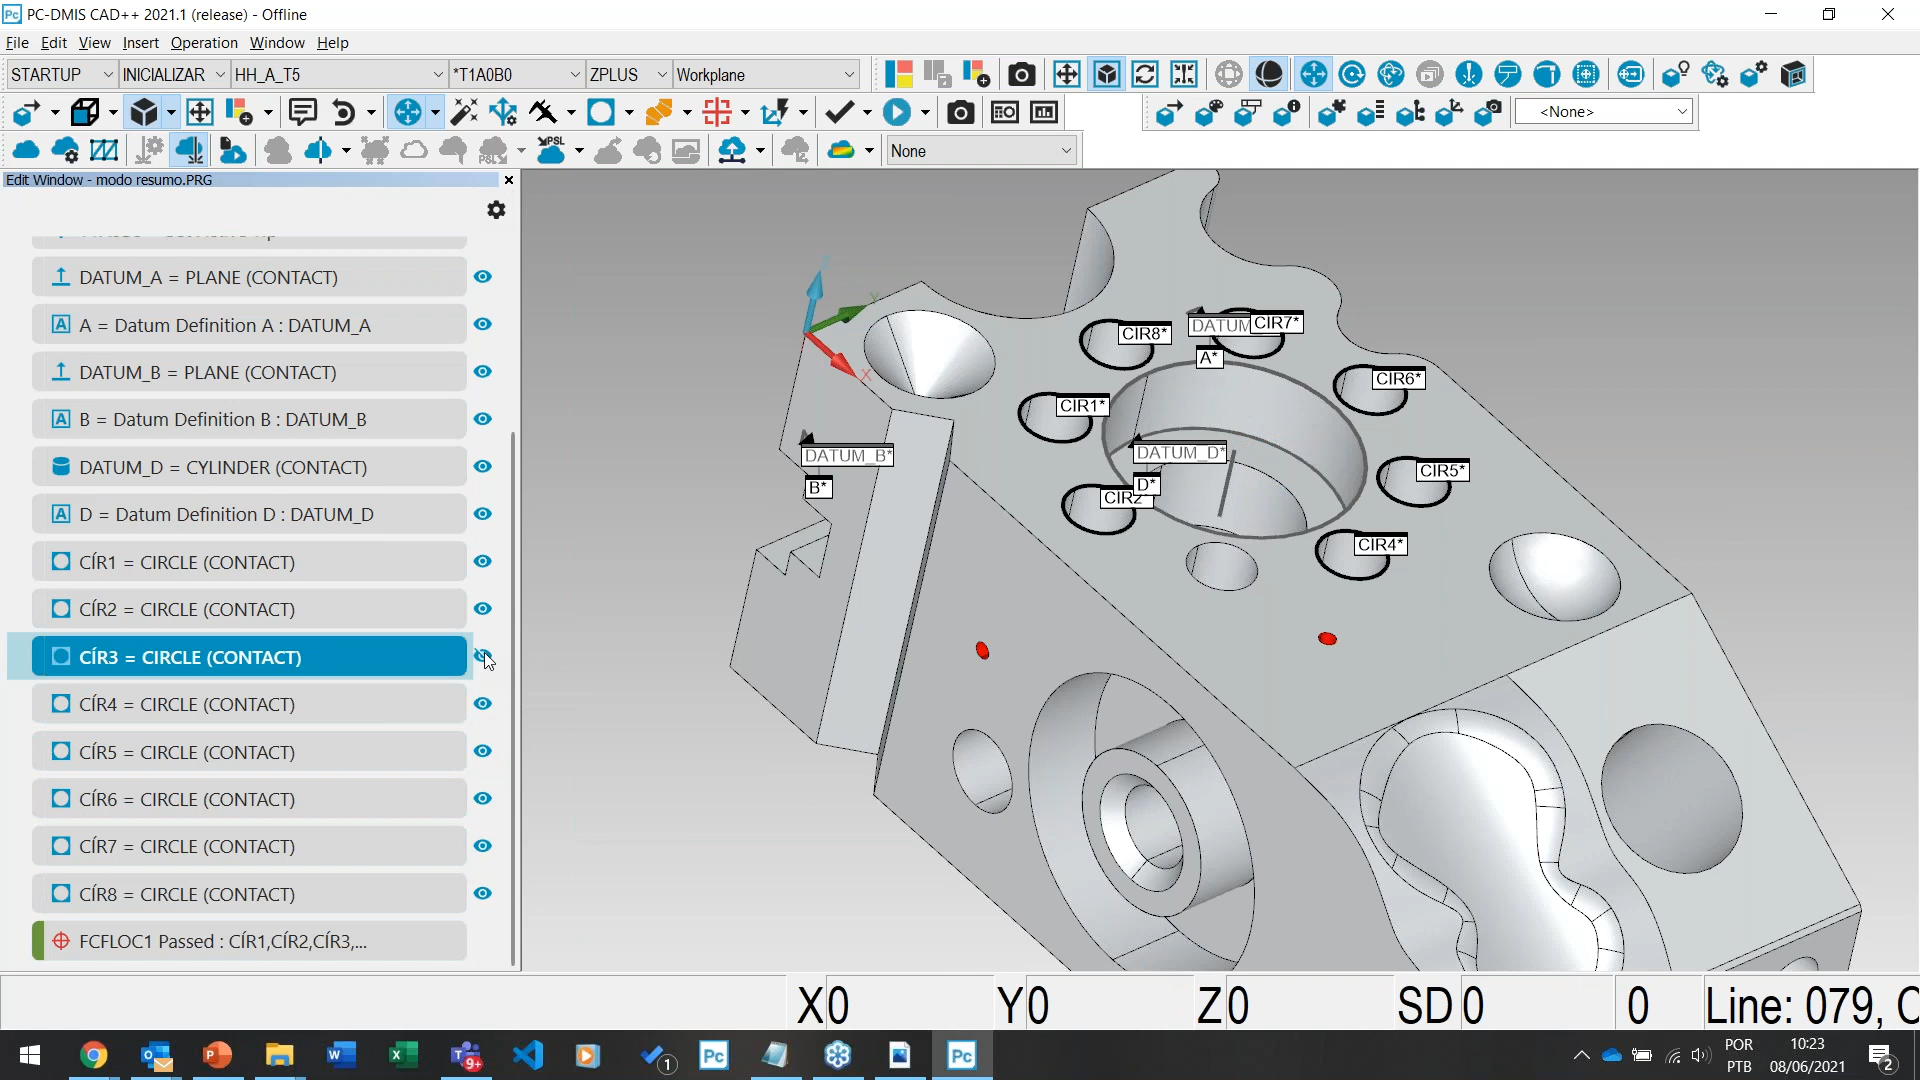 PC-DMIS CAD++ 2021.1 (release) - Offline
File Edit View Insert Operation Window Help
STARTUP INICIALIZAR HH_A_T5 *T1A0B0 ZPLUS Workplane
<None>
None
Edit Window - modo resumo.PRG
DATUM_A = PLANE (CONTACT)
A = Datum Definition A : DATUM_A
DATUM_B = PLANE (CONTACT)
B = Datum Definition B : DATUM_B
DATUM_D = CYLINDER (CONTACT)
D = Datum Definition D : DATUM_D
CÍR1 = CIRCLE (CONTACT)
CÍR2 = CIRCLE (CONTACT)
CÍR3 = CIRCLE (CONTACT)
CÍR4 = CIRCLE (CONTACT)
CÍR5 = CIRCLE (CONTACT)
CÍR6 = CIRCLE (CONTACT)
CÍR7 = CIRCLE (CONTACT)
CÍR8 = CIRCLE (CONTACT)
FCFLOC1 Passed : CÍR1,CÍR2,CÍR3,...
CIR8*
DATUM
CIR7*
A*
CIR6*
CIR1*
DATUM_B*
DATUM_D*
CIR5*
B*
D*
CIR2
CIR4*
X
Y
X0 Y0 Z0 SD0 0 Line: 079, C
POR
PTB
10:23
08/06/2021
9+
1
2